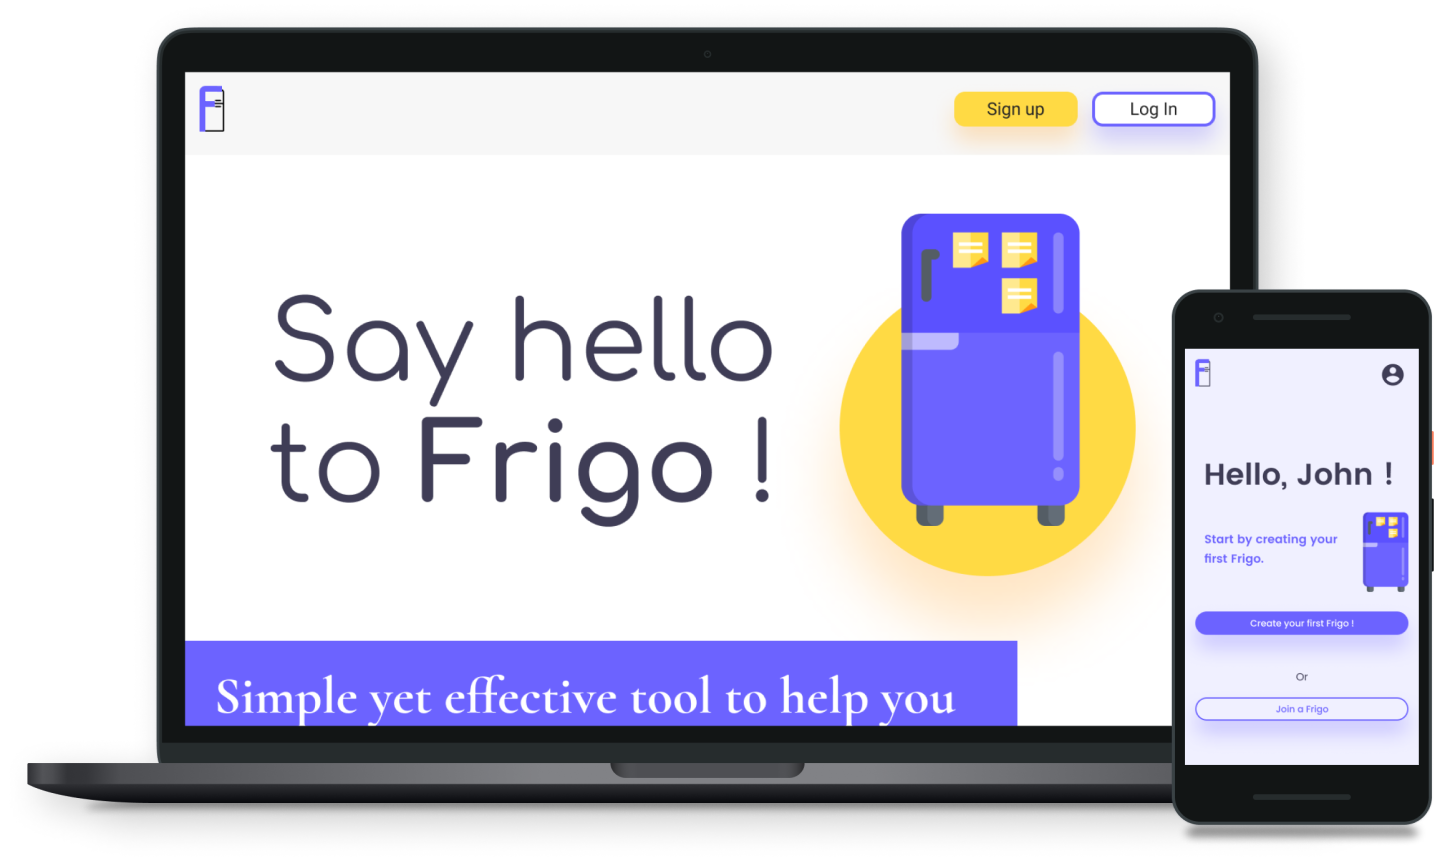 Sign up
Log In
Say hello
to Frigo !
Simple yet effective tool to help you
Hello, John !
Start by creating your
first Frigo.
Create your first Frigo !
Or
Join a Frigo